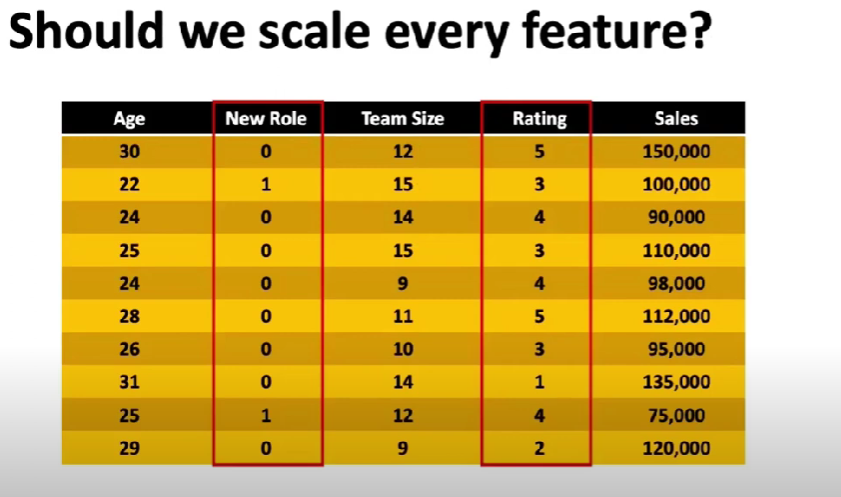 Should we scale every feature?
Age New Role Team Size Rating Sales
30 0 12 5 150,000
22 1 15 3 100,000
24 0 14 4 90,000
25 0 15 3 110,000
24 0 9 4 98,000
28 0 11 5 112,000
26 0 10 3 95,000
31 0 14 1 135,000
25 1 12 4 75,000
29 0 9 2 120,000